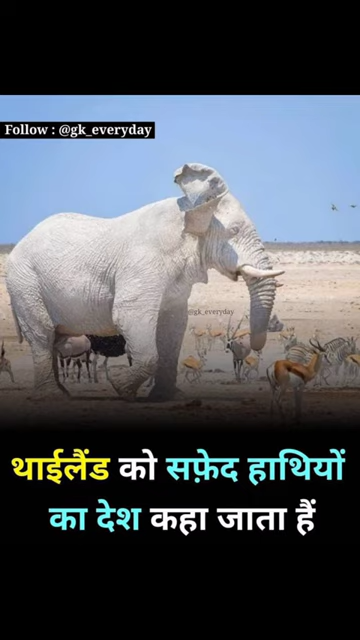 Follow : @gk_everyday
@gk_everyday
थाईलैंड को सफ़ेद हाथियों
का देश कहा जाता हैं